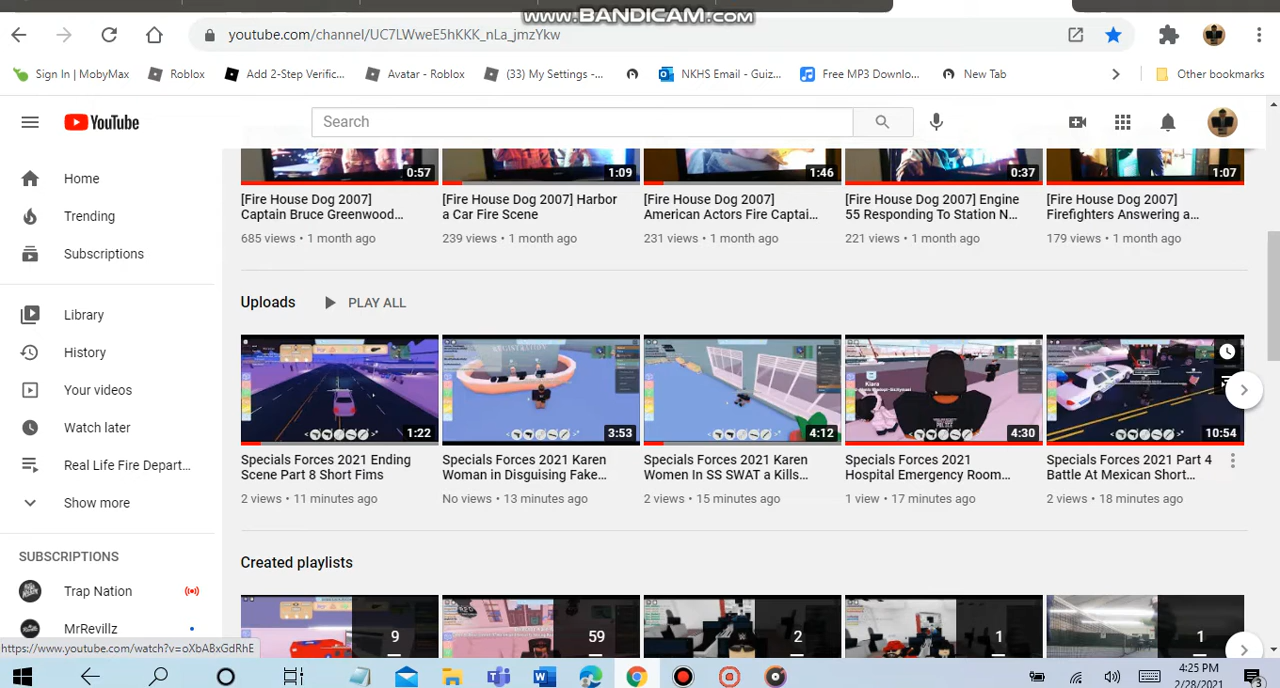 WWW.BANDICAM.COM
youtube.com/channel/UC7LWweE5hKKK_nLa_jmzYkw
Sign In | MobyMax
Roblox
Add 2-Step Verific...
Avatar - Roblox
(33) My Settings -...
NKHS Email - Guiz...
Free MP3 Downlo...
New Tab
Other bookmarks
YouTube
Search
Home
Trending
Subscriptions
Library
History
Your videos
Watch later
Real Life Fire Depart...
Show more
SUBSCRIPTIONS
Trap Nation
MrRevillz
0:57
1:09
1:46
0:37
1:07
[Fire House Dog 2007]
Captain Bruce Greenwood...
685 views • 1 month ago
[Fire House Dog 2007] Harbor
a Car Fire Scene
239 views • 1 month ago
[Fire House Dog 2007]
American Actors Fire Captai...
231 views • 1 month ago
[Fire House Dog 2007] Engine
55 Responding To Station N...
221 views • 1 month ago
[Fire House Dog 2007]
Firefighters Answering a...
179 views • 1 month ago
Uploads
PLAY ALL
1:22
3:53
4:12
4:30
10:54
Specials Forces 2021 Ending
Scene Part 8 Short Fims
2 views • 11 minutes ago
Specials Forces 2021 Karen
Woman in Disguising Fake...
No views • 13 minutes ago
Specials Forces 2021 Karen
Women In SS SWAT a Kills...
2 views • 15 minutes ago
Specials Forces 2021
Hospital Emergency Room...
1 view • 17 minutes ago
Specials Forces 2021 Part 4
Battle At Mexican Short...
2 views • 18 minutes ago
Created playlists
9
59
2
1
1
https://www.youtube.com/watch?v=oXbABxGdRhE
4:25 PM
2/28/2021
3